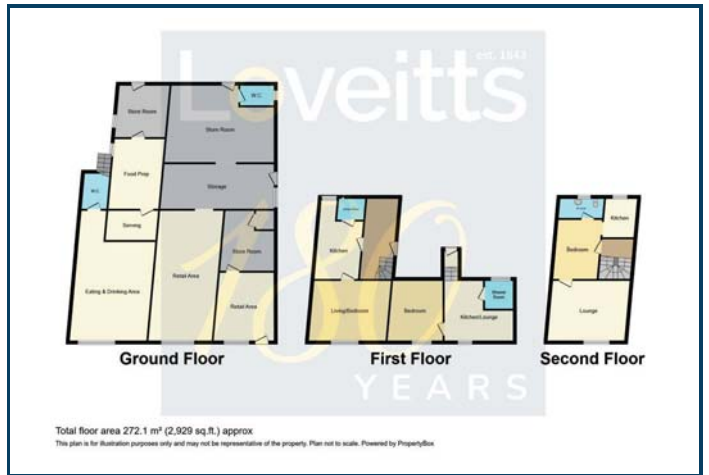 est. 1843
Loveitts
180
YEARS
W.C.
Store Room
Store Room
Food Prep
Storage
W.C.
Serving
Store Room
Retail Area
Eating & Drinking Area
Retail Area
Ground Floor
Kitchen
Living/Bedroom
Bedroom
Kitchen/Lounge
Shower Room
First Floor
Kitchen
Bedroom
Lounge
Second Floor
Total floor area 272.1 m² (2,929 sq.ft.) approx
This plan is for illustration purposes only and may not be representative of the property. Plan not to scale. Powered by PropertyBox